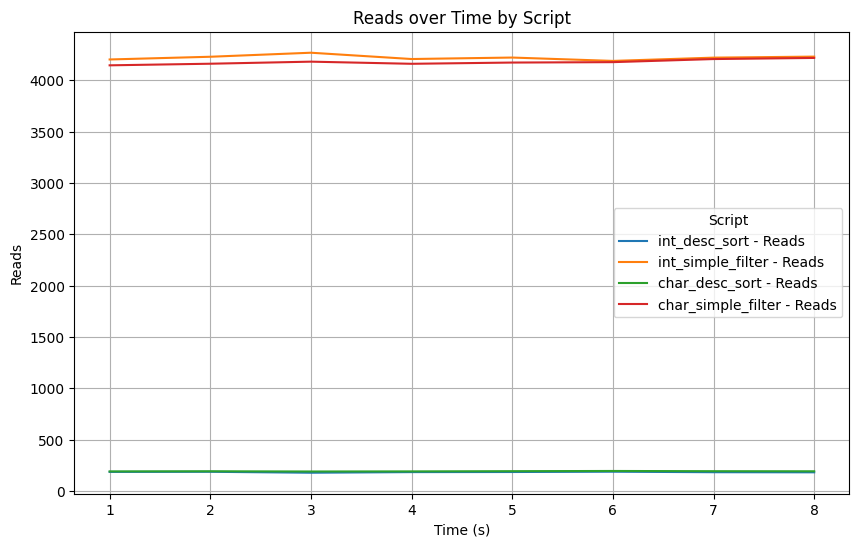 Reads over Time by Script
Reads
4000
3500
3000
2500
2000
1500
1000
500
0
Script
int_desc_sort - Reads
int_simple_filter - Reads
char_desc_sort - Reads
char_simple_filter - Reads
1 2 3 4 5 6 7 8
Time (s)